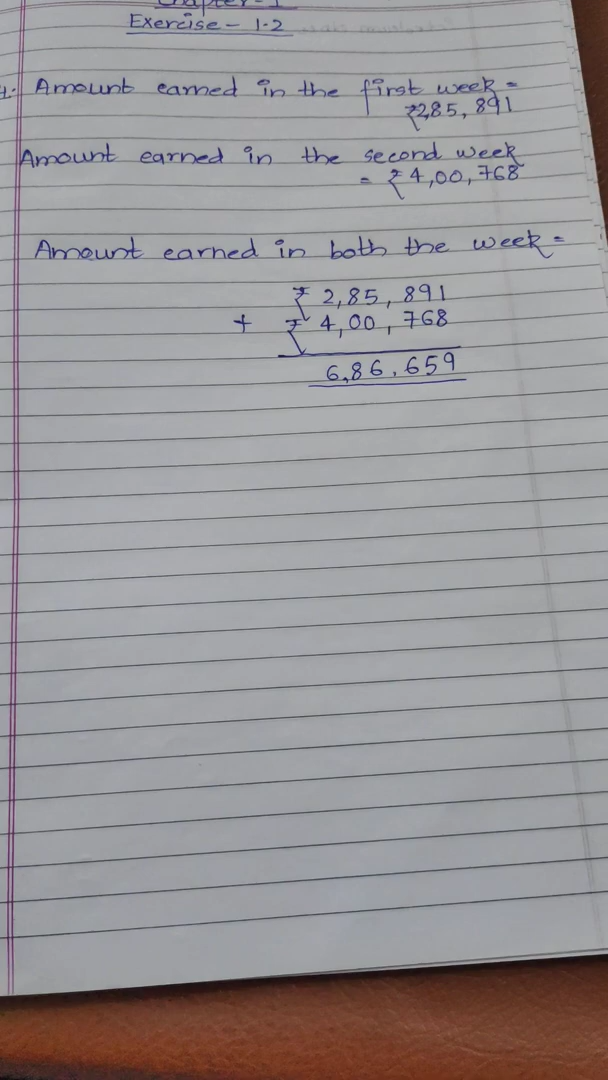 Chapter-1
Exercise- 1.2
Amount earned in the first week=
₹285,891
Amount earned in the second week
= ₹4,00,768
Amount earned in both the week=
₹ 2,85,891
+ ₹ 4,00,768
6,86,659